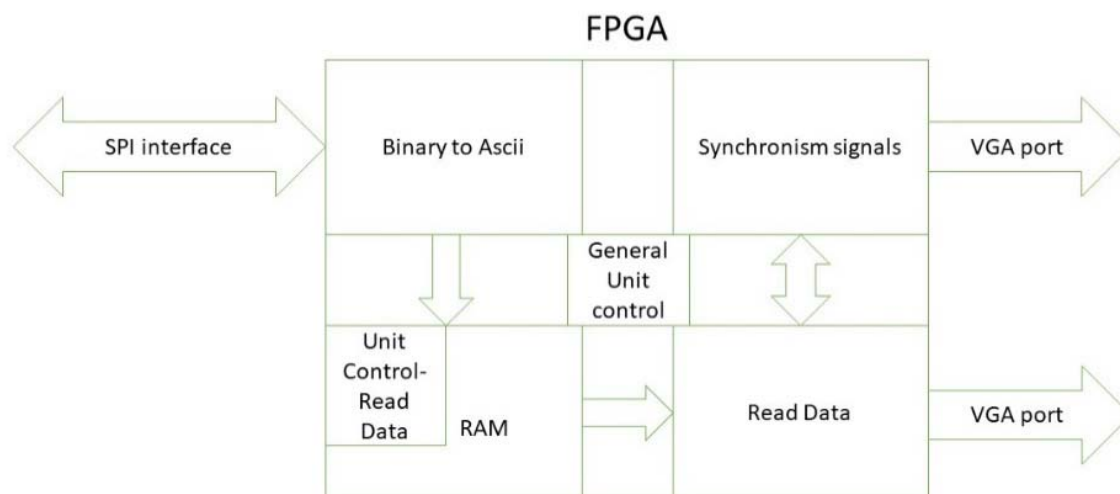 FPGA
SPI interface
Binary to Ascii
Synchronism signals
VGA port
General
Unit
control
Unit
Control-
Read
Data
RAM
Read Data
VGA port